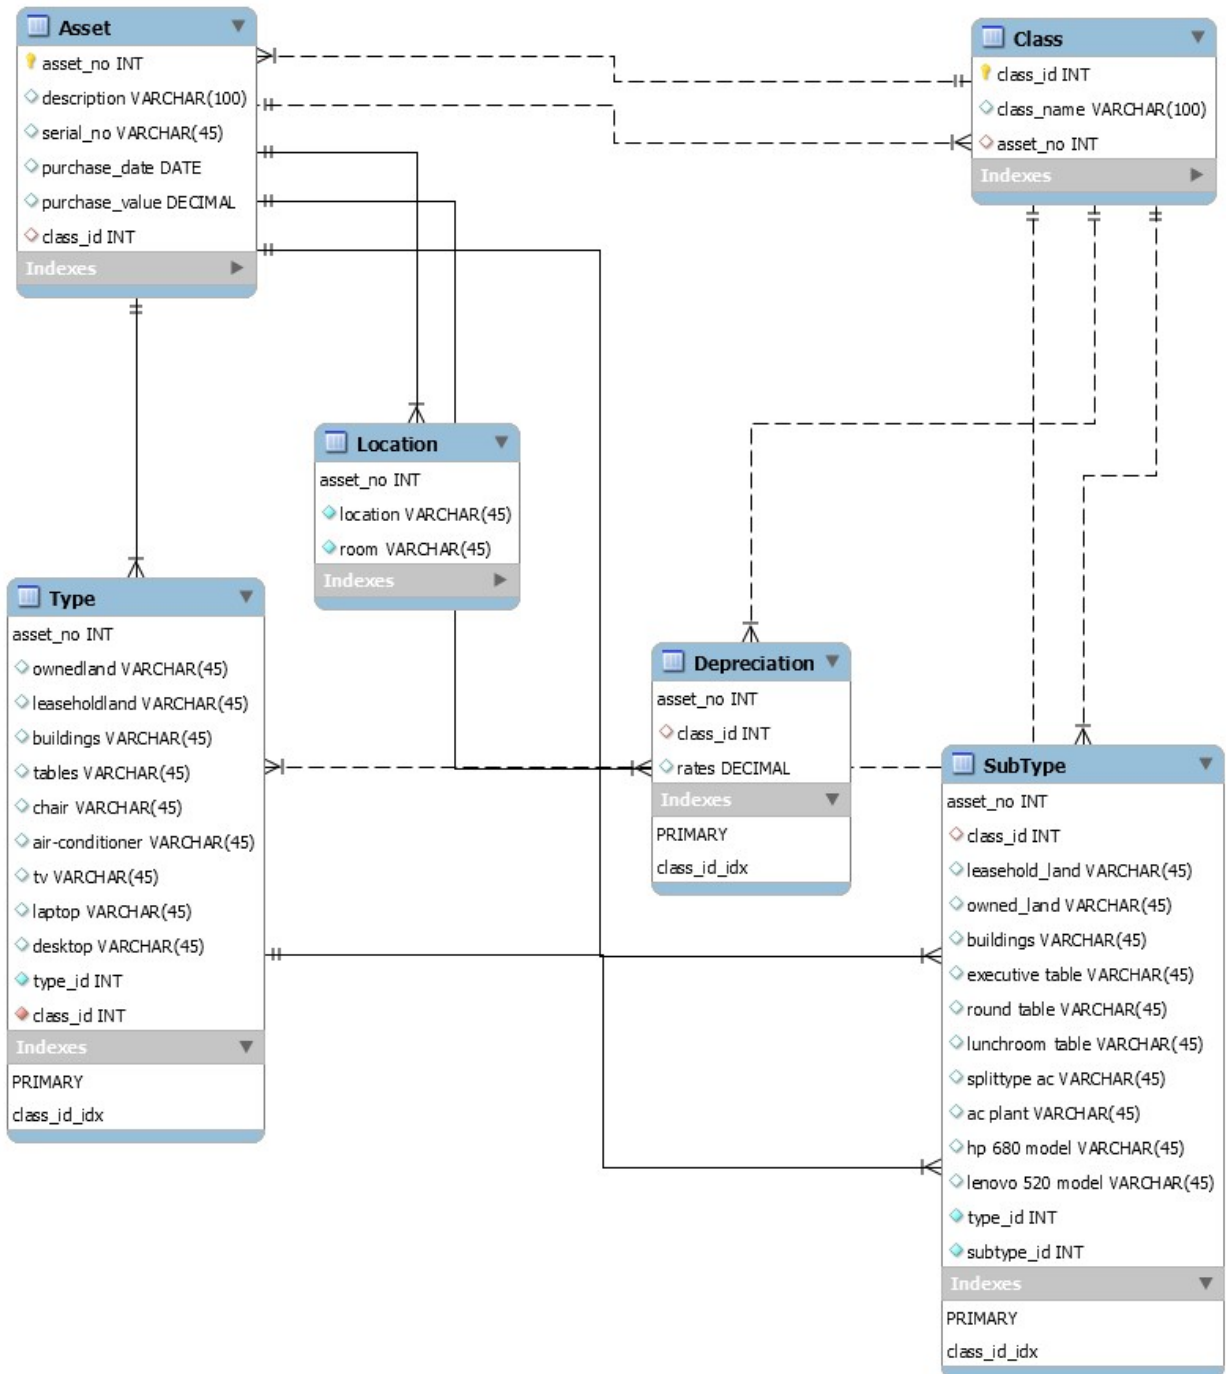 Asset
asset_no INT
description VARCHAR(100)
serial_no VARCHAR(45)
purchase_date DATE
purchase_value DECIMAL
class_id INT
Indexes
Class
class_id INT
class_name VARCHAR(100)
asset_no INT
Indexes
Location
asset_no INT
location VARCHAR(45)
room VARCHAR(45)
Indexes
Type
asset_no INT
ownedland VARCHAR(45)
leaseholdland VARCHAR(45)
buildings VARCHAR(45)
tables VARCHAR(45)
chair VARCHAR(45)
air-conditioner VARCHAR(45)
tv VARCHAR(45)
laptop VARCHAR(45)
desktop VARCHAR(45)
type_id INT
class_id INT
Indexes
PRIMARY
class_id_idx
Depreciation
asset_no INT
class_id INT
rates DECIMAL
Indexes
PRIMARY
class_id_idx
SubType
asset_no INT
class_id INT
leasehold_land VARCHAR(45)
owned_land VARCHAR(45)
buildings VARCHAR(45)
executive table VARCHAR(45)
round table VARCHAR(45)
lunchroom table VARCHAR(45)
splittype ac VARCHAR(45)
ac plant VARCHAR(45)
hp 680 model VARCHAR(45)
lenovo 520 model VARCHAR(45)
type_id INT
subtype_id INT
Indexes
PRIMARY
class_id_idx